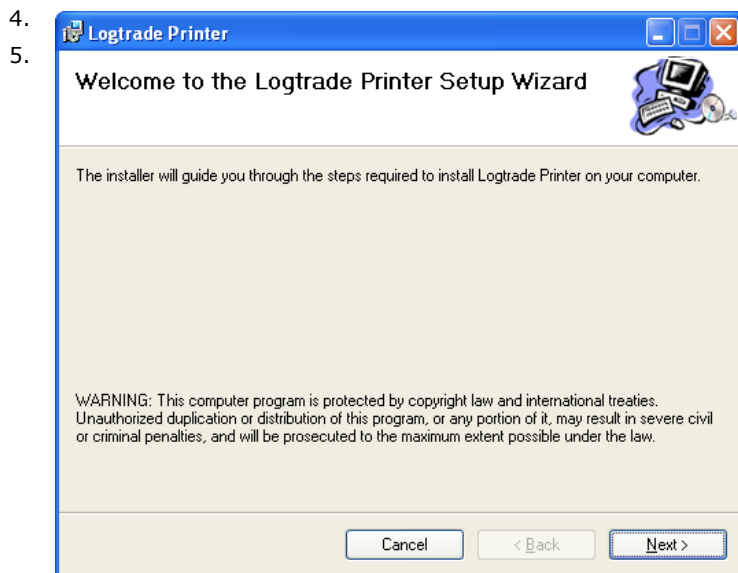 4.
5.
Logtrade Printer
Welcome to the Logtrade Printer Setup Wizard
The installer will guide you through the steps required to install Logtrade Printer on your computer.
WARNING: This computer program is protected by copyright law and international treaties.
Unauthorized duplication or distribution of this program, or any portion of it, may result in severe civil
or criminal penalties, and will be prosecuted to the maximum extent possible under the law.
Cancel
< Back
Next >